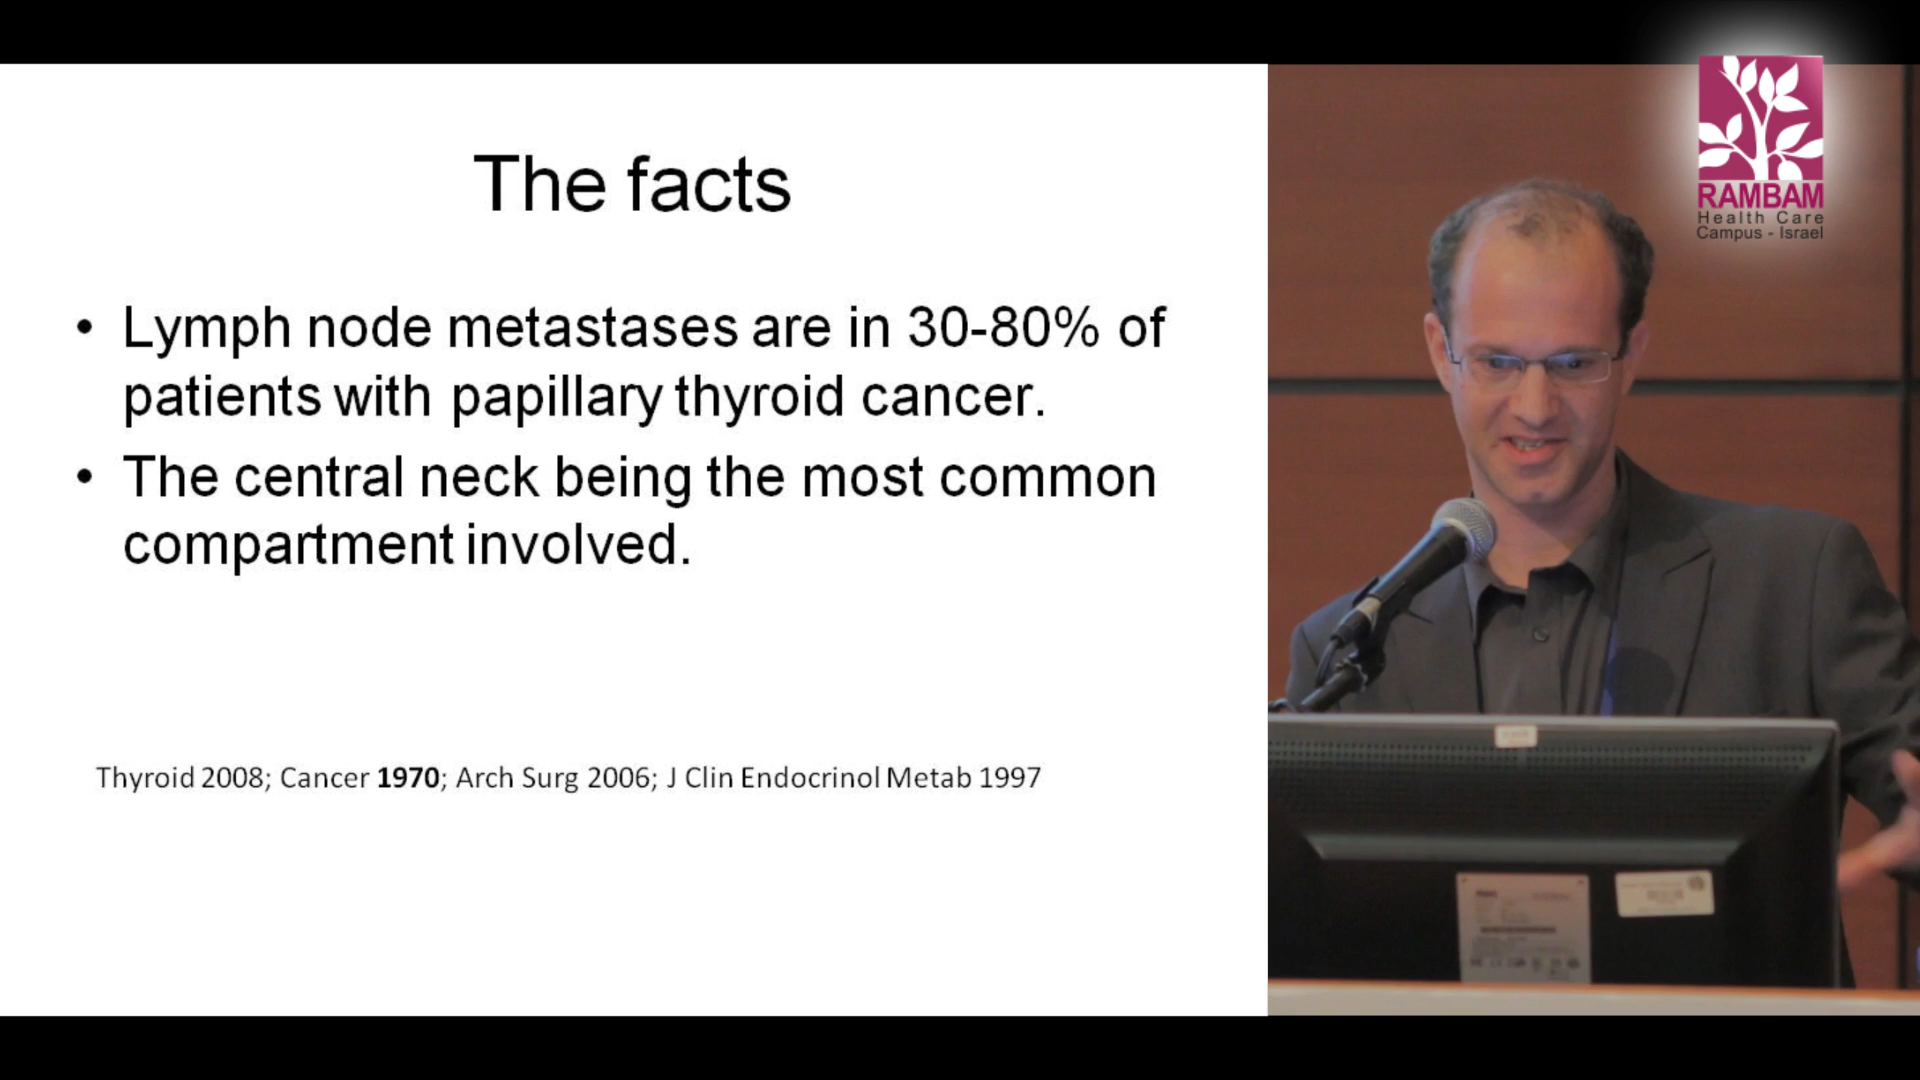 The facts
• Lymph node metastases are in 30-80% of
patients with papillary thyroid cancer.
• The central neck being the most common
compartment involved.
Thyroid 2008; Cancer 1970; Arch Surg 2006; J Clin Endocrinol Metab 1997
RAMBAM
Health Care
Campus - Israel